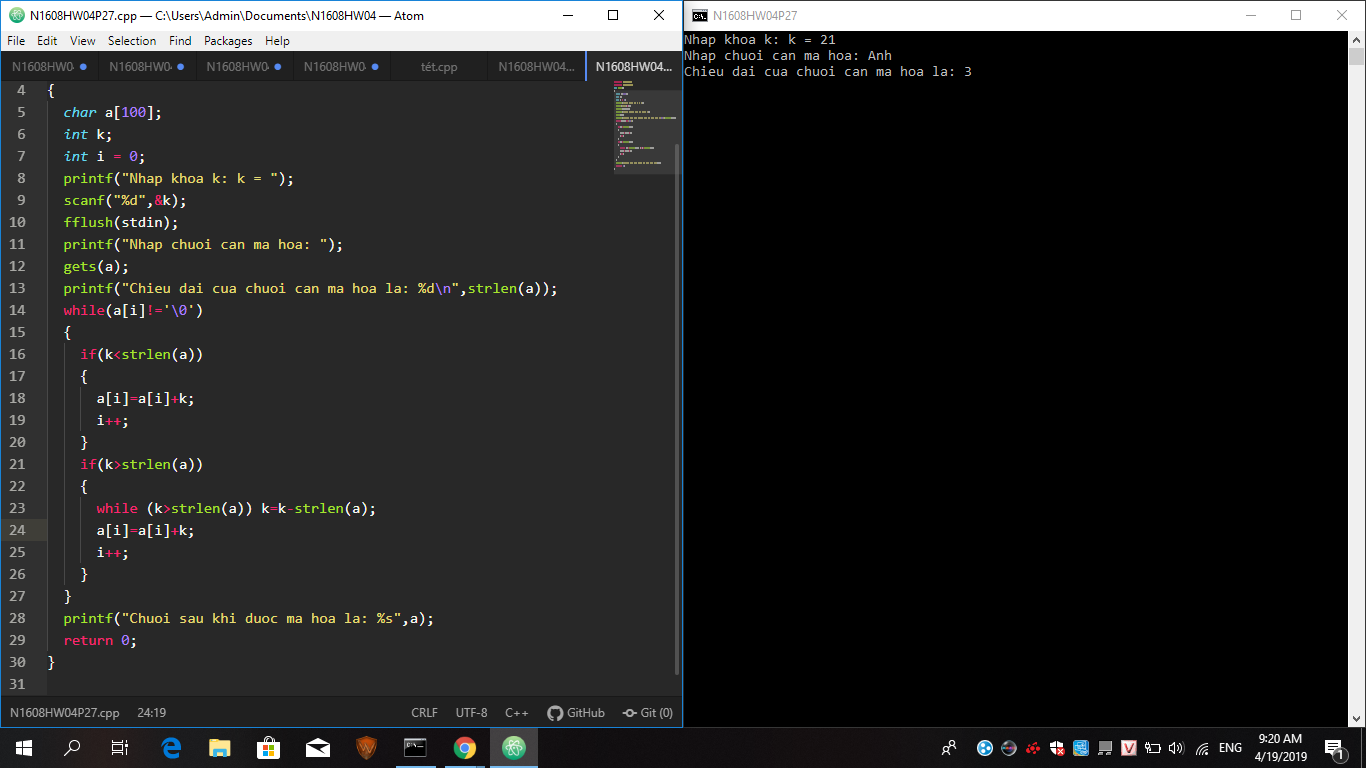 N1608HW04P27.cpp — C:\Users\Admin\Documents\N1608HW04 — Atom
File Edit View Selection Find Packages Help
N1608HW0 N1608HW0 N1608HW0 N1608HW0 tét.cpp N1608HW04... N1608HW04...
4 {
5 char a[100];
6 int k;
7 int i = 0;
8 printf("Nhap khoa k: k = ");
9 scanf("%d",&k);
10 fflush(stdin);
11 printf("Nhap chuoi can ma hoa: ");
12 gets(a);
13 printf("Chieu dai cua chuoi can ma hoa la: %d\n",strlen(a));
14 while(a[i]!='\0')
15 {
16 if(k<strlen(a))
17 {
18 a[i]=a[i]+k;
19 i++;
20 }
21 if(k>strlen(a))
22 {
23 while (k>strlen(a)) k=k-strlen(a);
24 a[i]=a[i]+k;
25 i++;
26 }
27 }
28 printf("Chuoi sau khi duoc ma hoa la: %s",a);
29 return 0;
30 }
31
N1608HW04P27.cpp 24:19 CRLF UTF-8 C++ GitHub Git (0)
N1608HW04P27
Nhap khoa k: k = 21
Nhap chuoi can ma hoa: Anh
Chieu dai cua chuoi can ma hoa la: 3
ENG
9:20 AM
4/19/2019
1